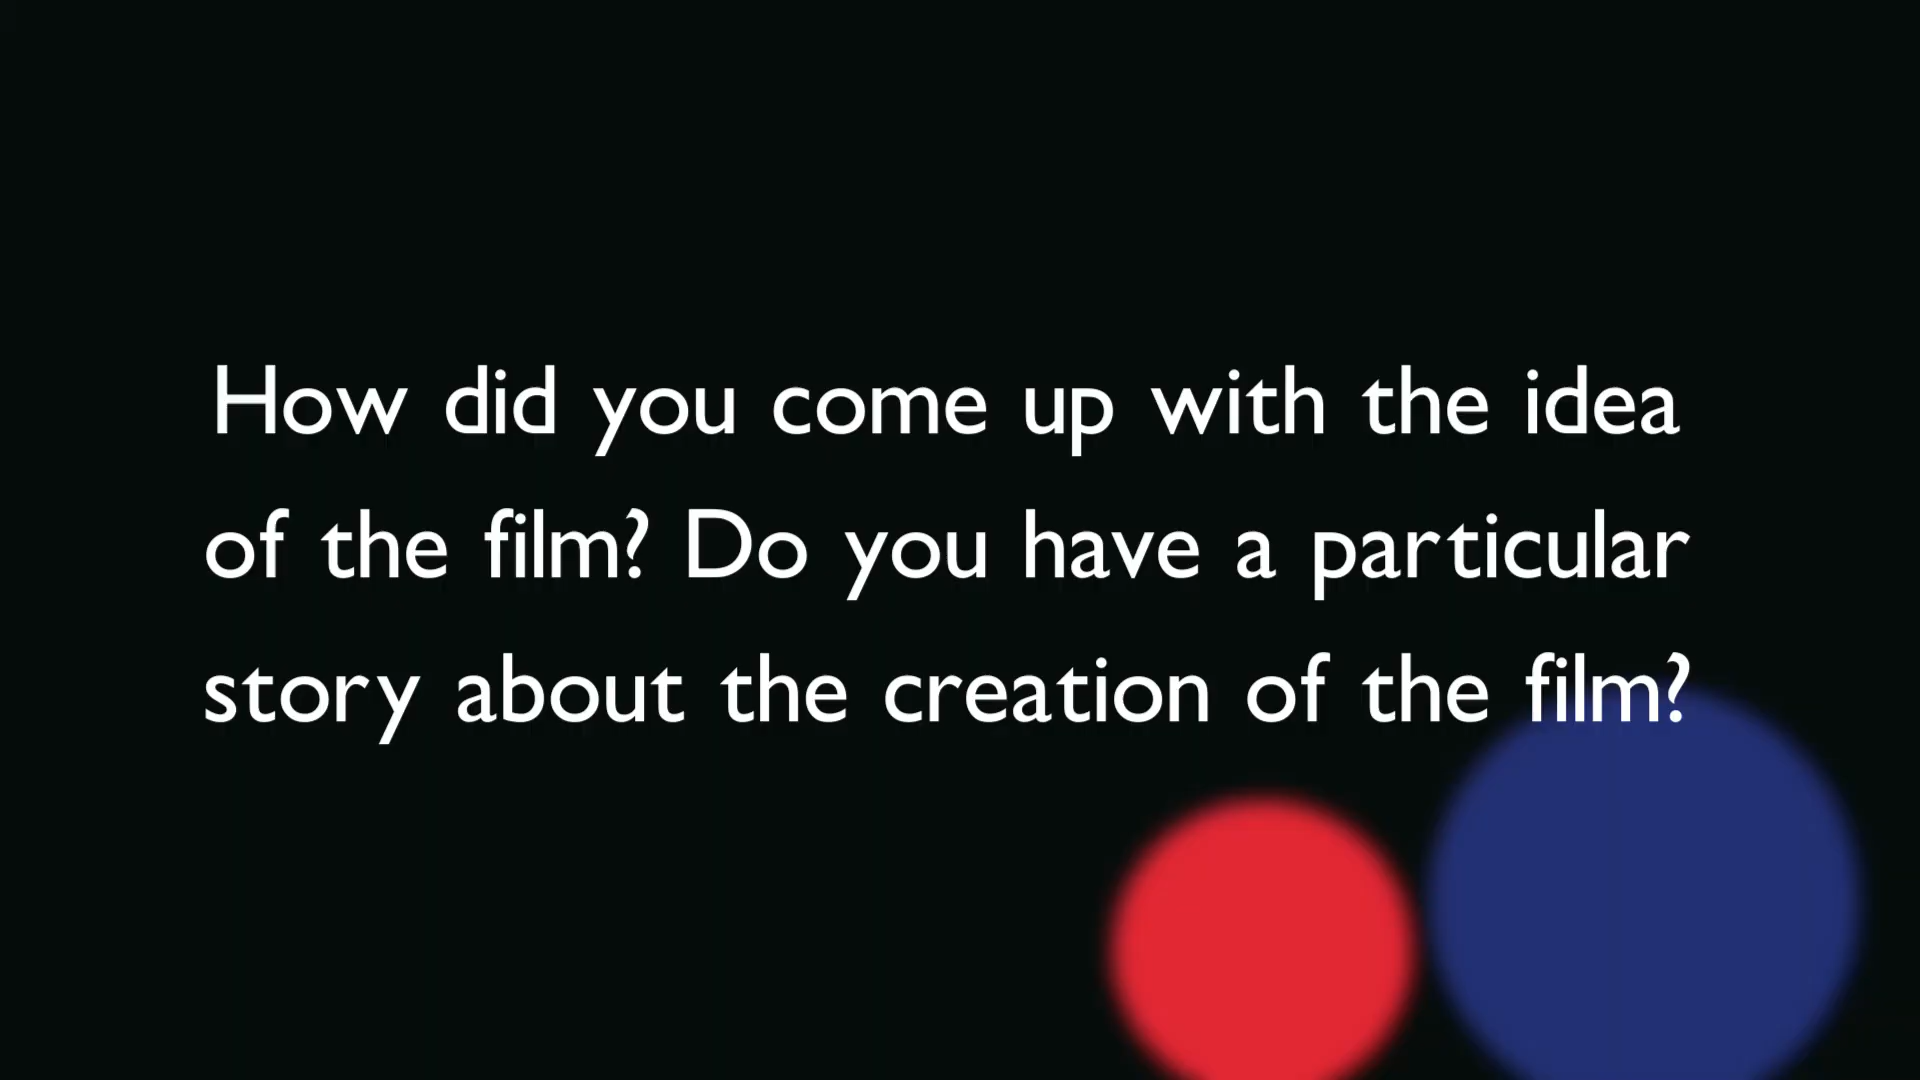 How did you come up with the idea
of the film? Do you have a particular
story about the creation of the film?